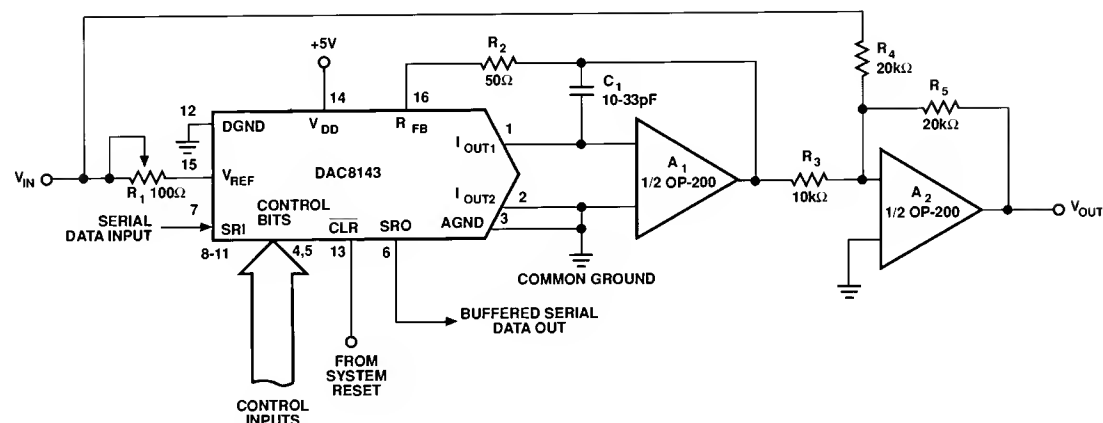 +5V
R2
50Ω
C1
10-33pF
R4
20kΩ
R5
20kΩ
12
14
16
DGND
VDD
RFB
1
IOUT1
15
VIN
R1 100Ω
VREF
DAC8143
A1
1/2 OP-200
R3
10kΩ
A2
1/2 OP-200
VOUT
IOUT2
2
7
SERIAL
DATA INPUT
SRI
CONTROL
BITS
CLR
SRO
AGND
3
8-11
4,5
13
6
COMMON GROUND
BUFFERED SERIAL
DATA OUT
FROM
SYSTEM
RESET
CONTROL
INPUTS